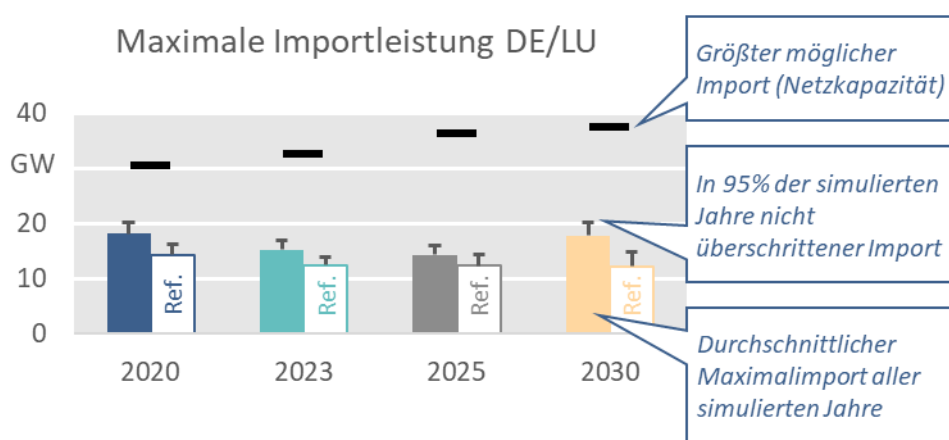 Maximale Importleistung DE/LU
Größter möglicher
Import (Netzkapazität)
40
GW
20
10
0
Ref.
Ref.
Ref.
Ref.
In 95% der simulierten
Jahre nicht
überschrittener Import
2020
2023
2025
2030
Durchschnittlicher
Maximalimport aller
simulierten Jahre